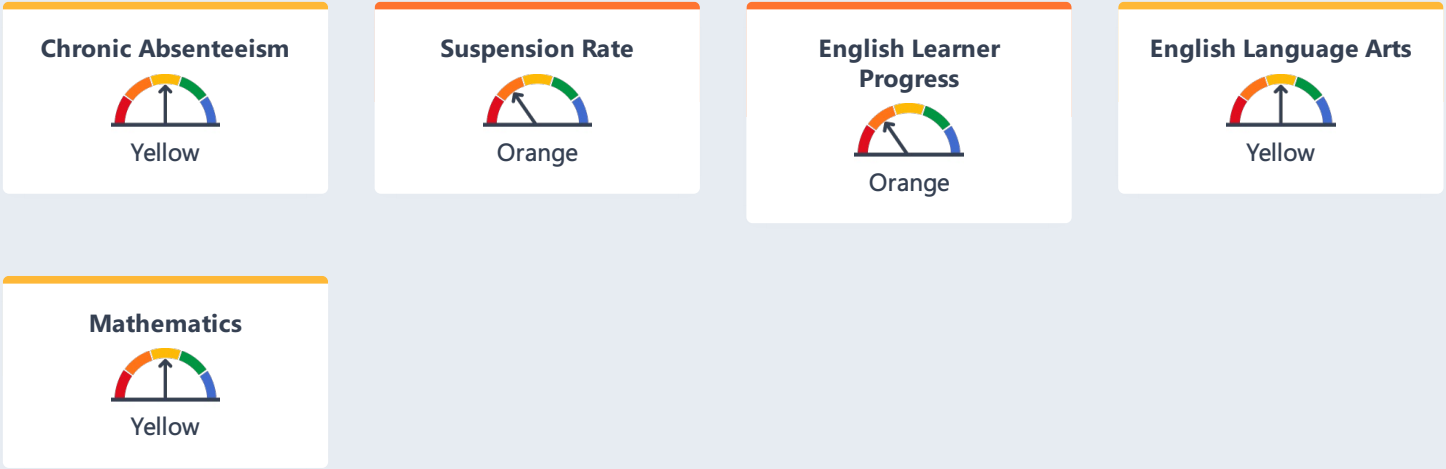 Chronic Absenteeism
Yellow
Suspension Rate
Orange
English Learner
Progress
Orange
English Language Arts
Yellow
Mathematics
Yellow